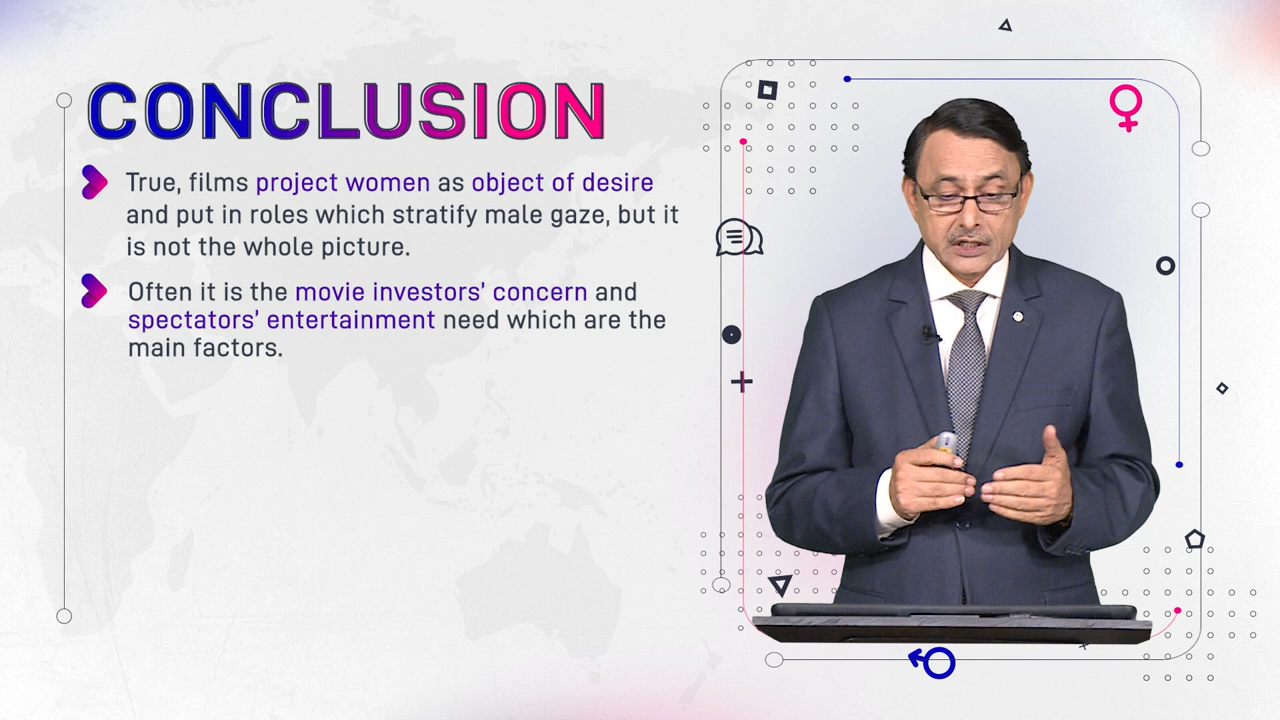 CONCLUSION
True, films project women as object of desire
and put in roles which stratify male gaze, but it
is not the whole picture.
Often it is the movie investors' concern and
spectators' entertainment need which are the
main factors.